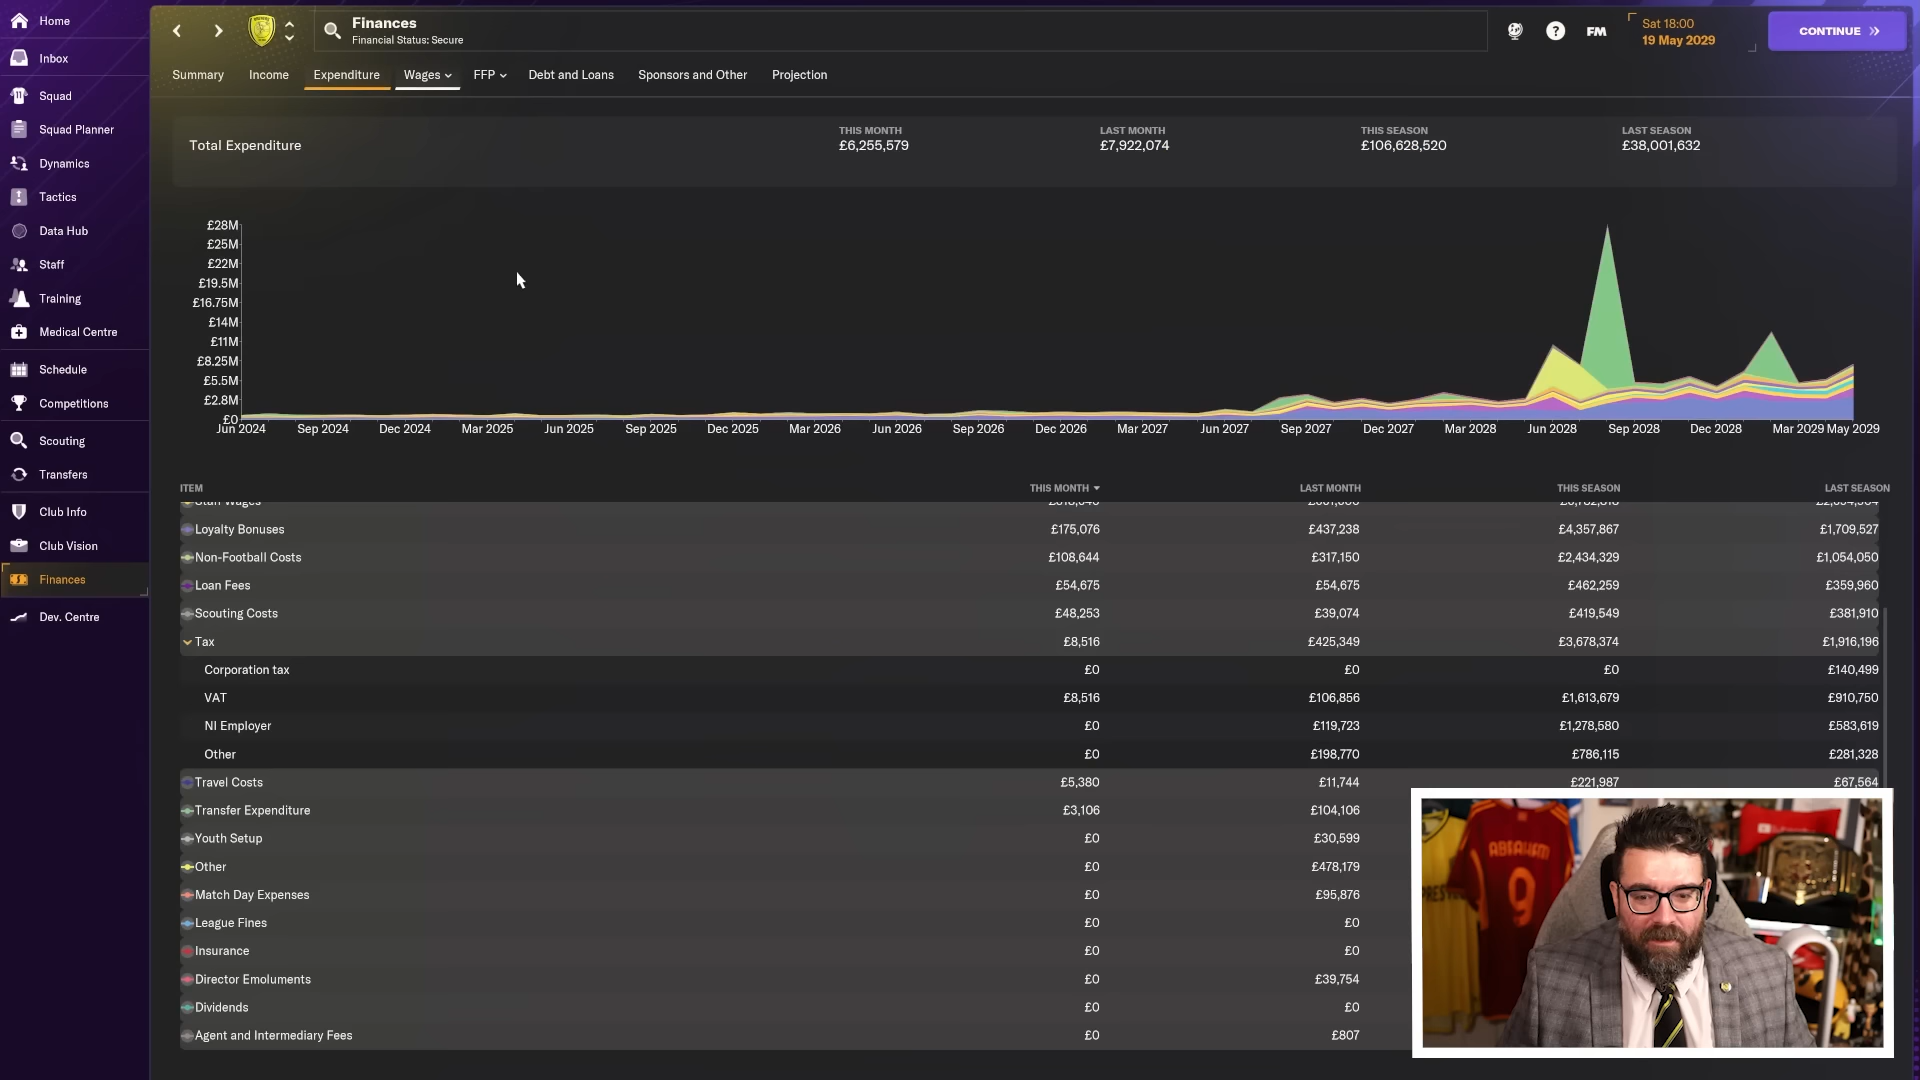 Home
Inbox
Squad
Squad Planner
Dynamics
Tactics
Data Hub
Staff
Training
Medical Centre
Schedule
Competitions
Scouting
Transfers
Club Info
Club Vision
Finances
Dev. Centre
Finances
Financial Status: Secure
FM
Sat 18:00
19 May 2029
CONTINUE
Summary Income Expenditure Wages FFP Debt and Loans Sponsors and Other Projection
Total Expenditure
THIS MONTH LAST MONTH THIS SEASON LAST SEASON
£6,255,579 £7,922,074 £106,628,520 £38,001,632
£28M
£25M
£22M
£19.5M
£16.75M
£14M
£11M
£8.25M
£5.5M
£2.8M
£0
Jun 2024 Sep 2024 Dec 2024 Mar 2025 Jun 2025 Sep 2025 Dec 2025 Mar 2026 Jun 2026 Sep 2026 Dec 2026 Mar 2027 Jun 2027 Sep 2027 Dec 2027 Mar 2028 Jun 2028 Sep 2028 Dec 2028 Mar 2029 May 2029
ITEM THIS MONTH LAST MONTH THIS SEASON LAST SEASON
Staff Wages
Loyalty Bonuses £175,076 £437,238 £4,357,867 £1,709,527
Non-Football Costs £108,644 £317,150 £2,434,329 £1,054,050
Loan Fees £54,675 £54,675 £462,259 £359,960
Scouting Costs £48,253 £39,074 £419,549 £381,910
Tax £8,516 £425,349 £3,678,374 £1,916,196
Corporation tax £0 £0 £0 £140,499
VAT £8,516 £106,856 £1,613,679 £910,750
NI Employer £0 £119,723 £1,278,580 £583,619
Other £0 £198,770 £786,115 £281,328
Travel Costs £5,380 £11,744 £221,987 £67,564
Transfer Expenditure £3,106 £104,106
Youth Setup £0 £30,599
Other £0 £478,179
Match Day Expenses £0 £95,876
League Fines £0 £0
Insurance £0 £0
Director Emoluments £0 £39,754
Dividends £0 £0
Agent and Intermediary Fees £0 £807
ABRAHAM
9